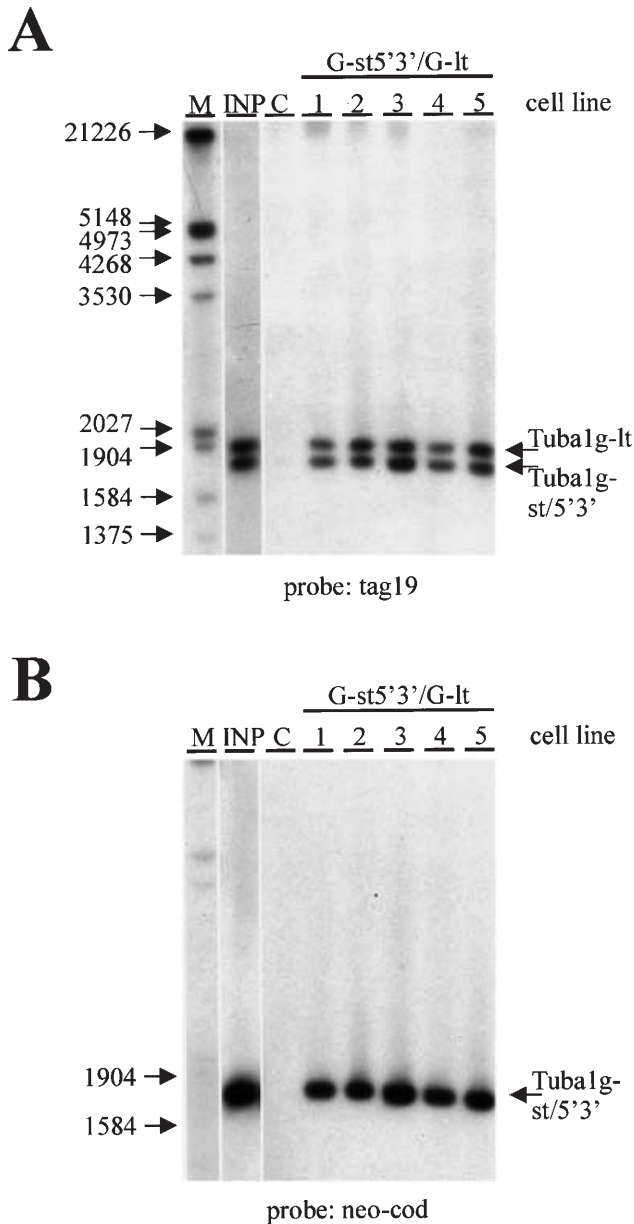 A
G-st5’3’/G-lt
M INP C 1 2 3 4 5 cell line
21226
5148
4973
4268
3530
2027
1904
1584
1375
Tuba1g-lt
Tuba1g-
st/5’3’
probe: tag19
B
G-st5’3’/G-lt
M INP C 1 2 3 4 5 cell line
1904
1584
Tuba1g-
st/5’3’
probe: neo-cod